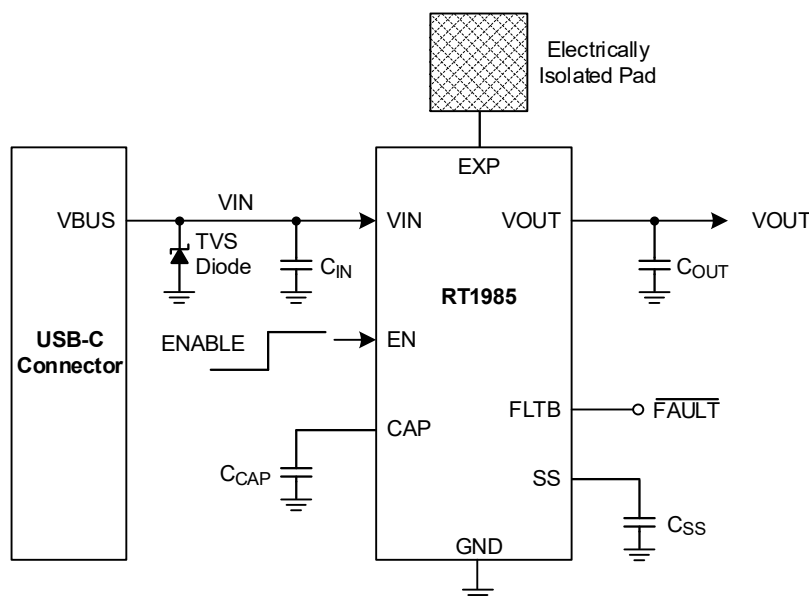 Electrically
Isolated Pad
EXP
VBUS
VIN
VIN
VOUT
VOUT
TVS
Diode
CIN
COUT
RT1985
USB-C
Connector
ENABLE
EN
CAP
FLTB
FAULT
CCAP
SS
CSS
GND